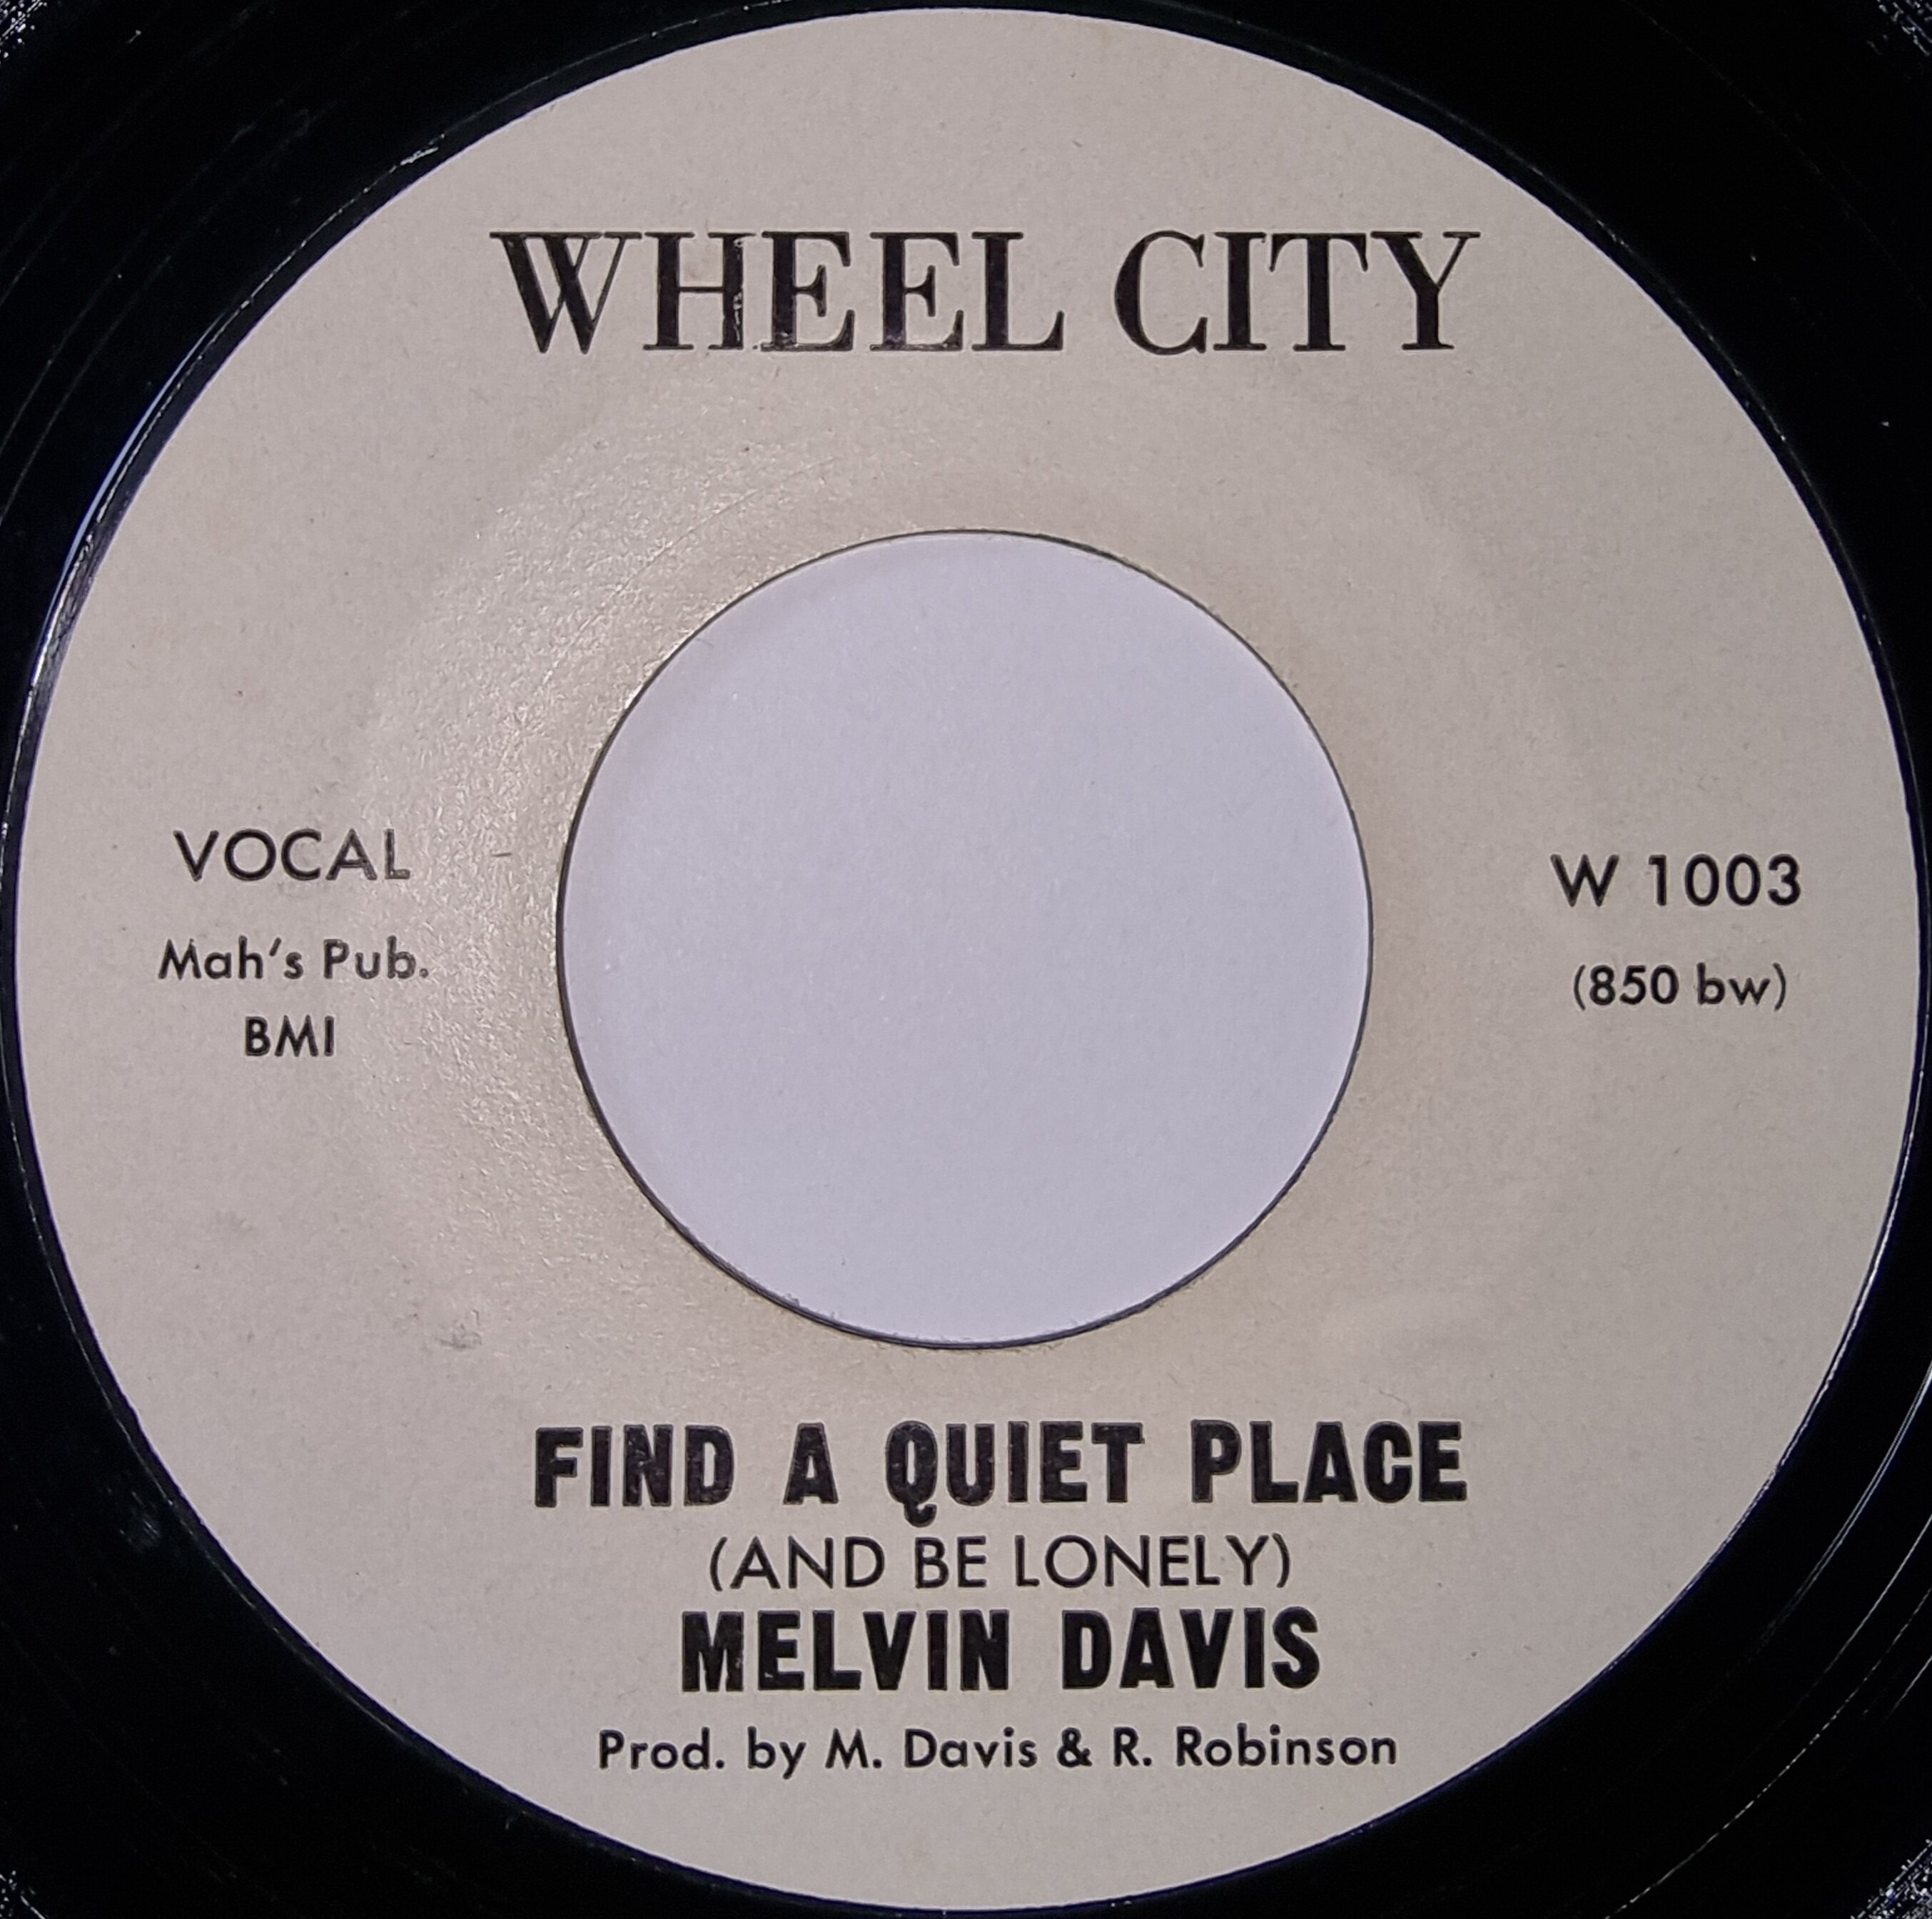 WHEEL CITY
VOCAL
Mah's Pub.
BMI
W 1003
(850 bw)
FIND A QUIET PLACE
(AND BE LONELY)
MELVIN DAVIS
Prod. by M. Davis & R. Robinson